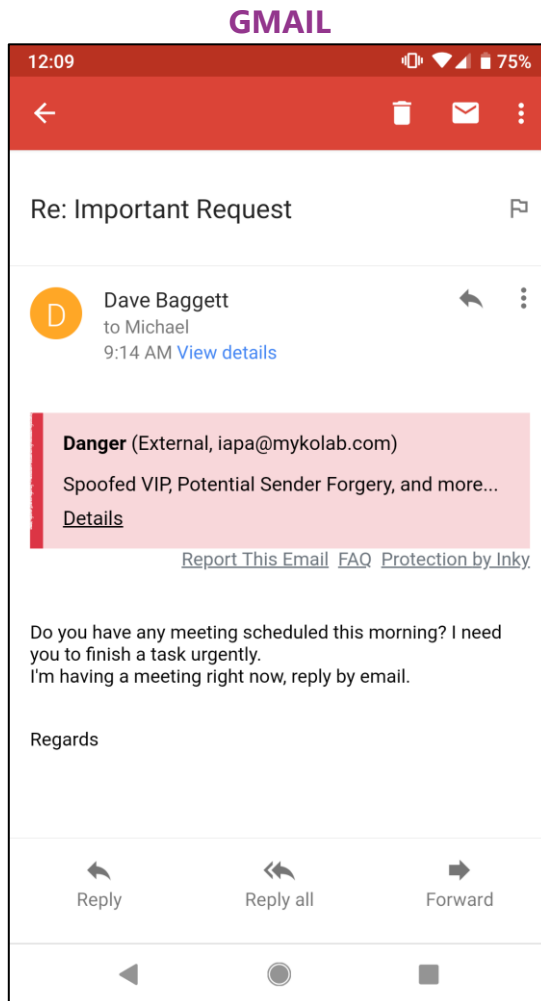 GMAIL
12:09
75%
Re: Important Request
D
Dave Baggett
to Michael
9:14 AM View details
Danger (External, iapa@mykolab.com)
Spoofed VIP, Potential Sender Forgery, and more...
Details
Report This Email FAQ Protection by Inky
Do you have any meeting scheduled this morning? I need
you to finish a task urgently.
I'm having a meeting right now, reply by email.
Regards
Reply
Reply all
Forward